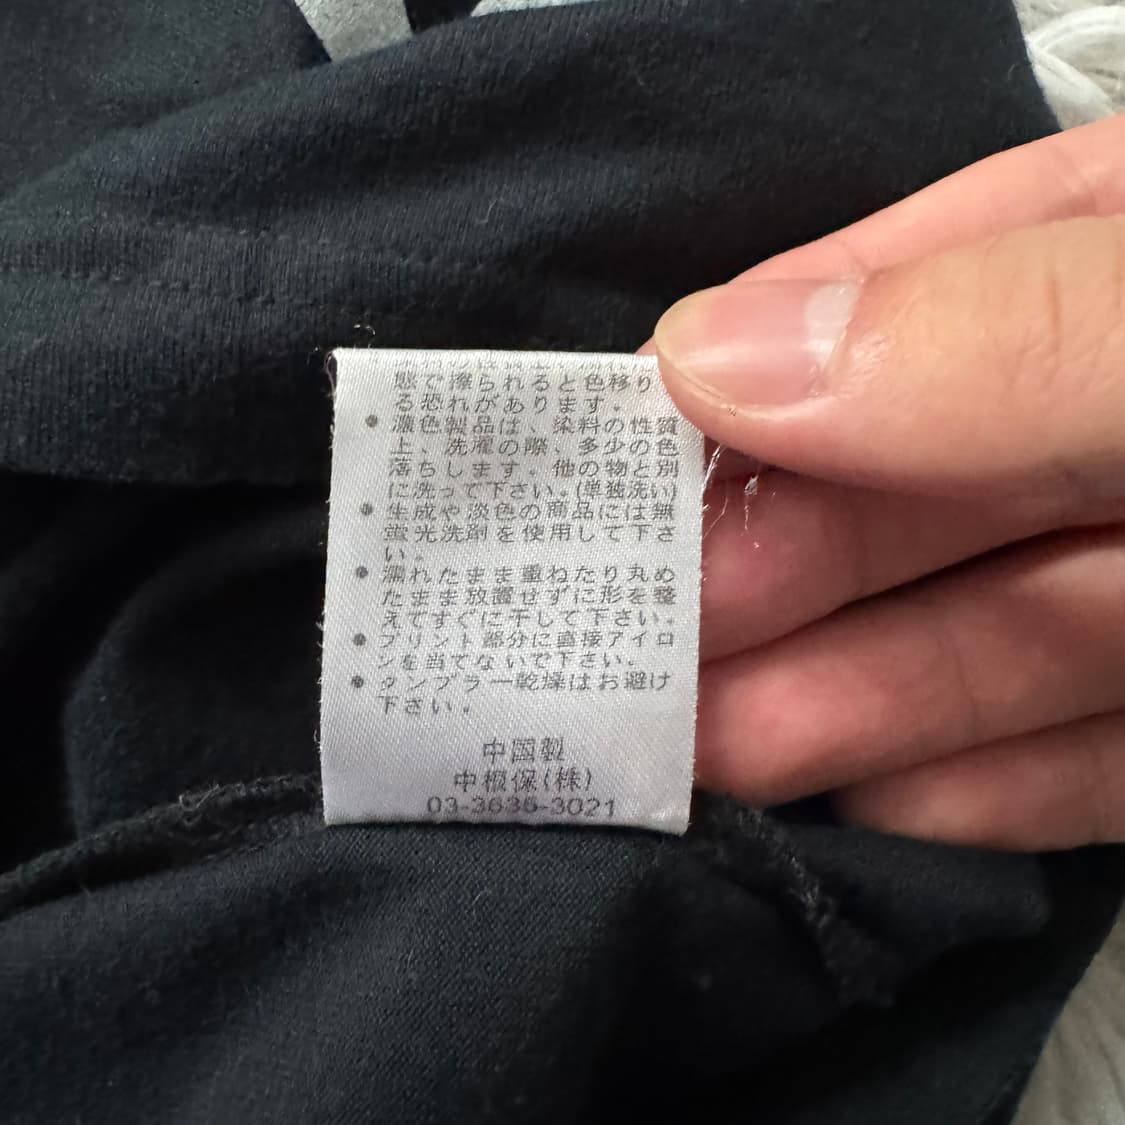 態で擦られると色移り
る恐れがあります。
● 濃色製品は、染料の性質
上、洗濯の際、多少の色
落ちします。他の物と別
に洗って下さい。(単独洗い)
● 生成や淡色の商品には無
蛍光洗剤を使用して下さ
い。
● 濡れたまま重ねたり丸め
たまま放置せずに形を整
えてすぐに干して下さい。
● プリント部分に直接アイロ
ンを当てないで下さい。
● タンブラー乾燥はお避け
下さい。
中国製
中根保(株)
03-3636-3021